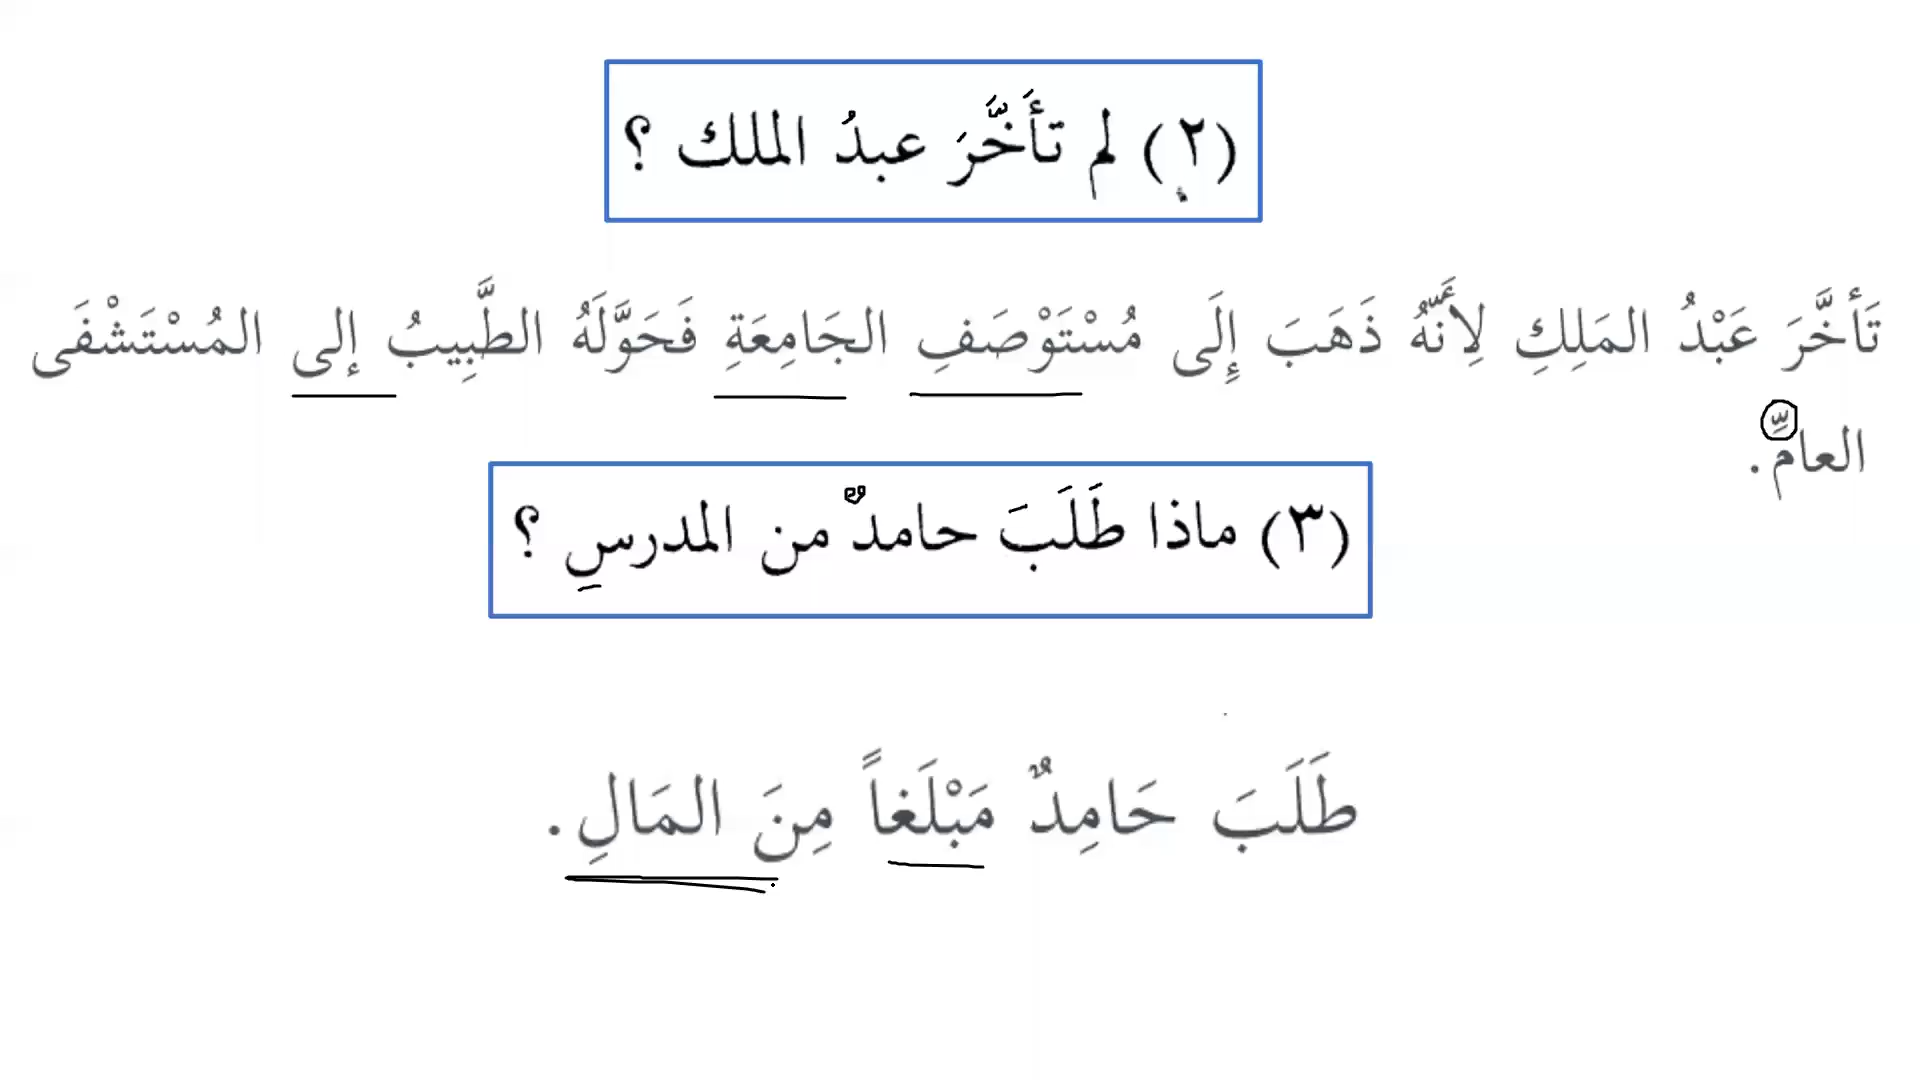 (٢) لم تأَخَّرَ عبدُ الملك ؟
تَأَخَّرَ عَبْدُ المَلِكِ لِأَنَّهُ ذَهَبَ إِلَى مُسْتَوْصَفِ الجَامِعَةِ فَحَوَّلَهُ الطَّبِيبُ إلى المُسْتَشْفَى
العامِّ.
(٣) ماذا طَلَبَ حامدٌ من المدرسِ ؟
طَلَبَ حَامِدٌ مَبْلَغاً مِنَ المَالِ.